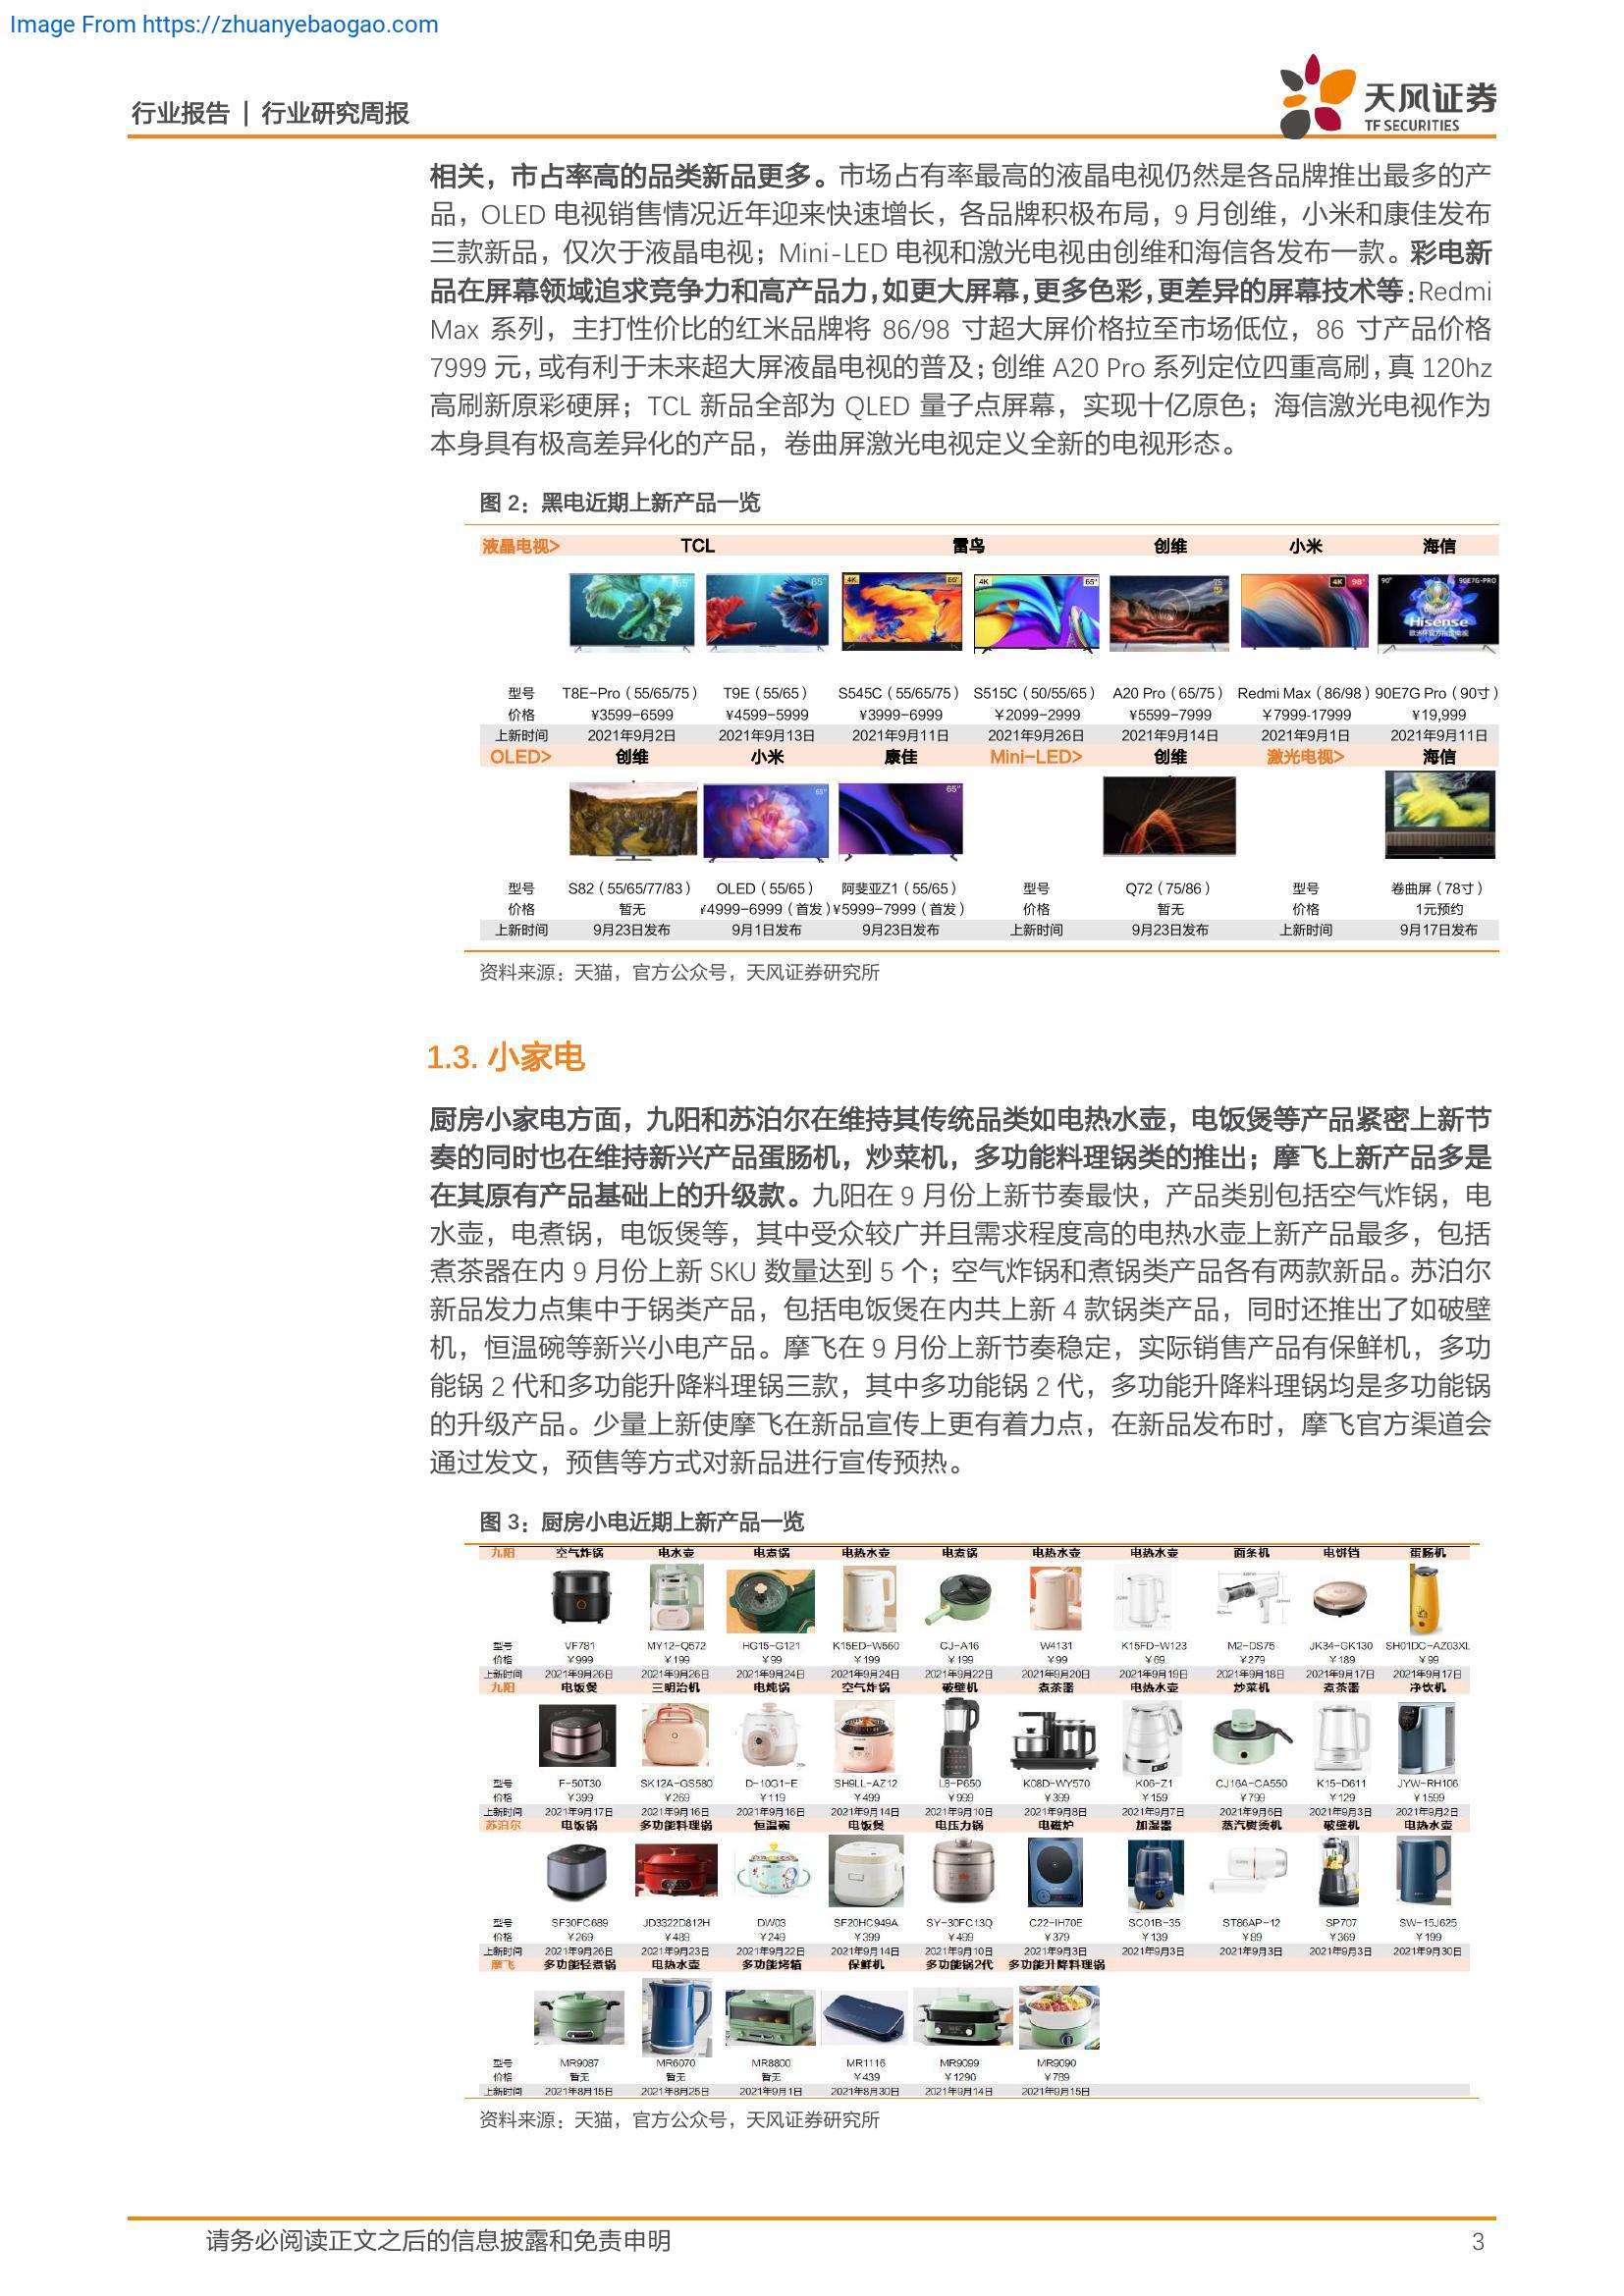 Image From https://zhuanyebaogao.com
行业报告 | 行业研究周报
天风证券
TF SECURITIES
相关，市占率高的品类新品更多。市场占有率最高的液晶电视仍然是各品牌推出最多的产
品，OLED 电视销售情况近年迎来快速增长，各品牌积极布局，9 月创维，小米和康佳发布
三款新品，仅次于液晶电视；Mini-LED 电视和激光电视由创维和海信各发布一款。彩电新
品在屏幕领域追求竞争力和高产品力，如更大屏幕，更多色彩，更差异的屏幕技术等：Redmi
Max 系列，主打性价比的红米品牌将 86/98 寸超大屏价格拉至市场低位，86 寸产品价格
7999 元，或有利于未来超大屏液晶电视的普及；创维 A20 Pro 系列定位四重高刷，真 120hz
高刷新原彩硬屏；TCL 新品全部为 QLED 量子点屏幕，实现十亿原色；海信激光电视作为
本身具有极高差异化的产品，卷曲屏激光电视定义全新的电视形态。
图 2：黑电近期上新产品一览
液晶电视> TCL 雷鸟 创维 小米 海信
65" 65" 4K 65" 4K 65" 75" 4K 98" 90" 90E7G-PRO
Hisense
型号 T8E-Pro（55/65/75） T9E（55/65） S545C（55/65/75） S515C（50/55/65） A20 Pro（65/75） Redmi Max（86/98） 90E7G Pro（90寸）
价格 ¥3599-6599 ¥4599-5999 ¥3999-6999 ￥2099-2999 ¥5599-7999 ￥7999-17999 ¥19,999
上新时间 2021年9月2日 2021年9月13日 2021年9月11日 2021年9月26日 2021年9月14日 2021年9月1日 2021年9月11日
OLED> 创维 小米 康佳 Mini-LED> 创维 激光电视> 海信
65" 65"
型号 S82（55/65/77/83） OLED（55/65） 阿斐亚Z1（55/65） 型号 Q72（75/86） 型号 卷曲屏（78寸）
价格 暂无 ¥4999-6999（首发） ¥5999-7999（首发） 价格 暂无 价格 1元预约
上新时间 9月23日发布 9月1日发布 9月23日发布 上新时间 9月23日发布 上新时间 9月17日发布
资料来源：天猫，官方公众号，天风证券研究所
1.3. 小家电
厨房小家电方面，九阳和苏泊尔在维持其传统品类如电热水壶，电饭煲等产品紧密上新节
奏的同时也在维持新兴产品蛋肠机，炒菜机，多功能料理锅类的推出；摩飞上新产品多是
在其原有产品基础上的升级款。九阳在 9 月份上新节奏最快，产品类别包括空气炸锅，电
水壶，电煮锅，电饭煲等，其中受众较广并且需求程度高的电热水壶上新产品最多，包括
煮茶器在内 9 月份上新 SKU 数量达到 5 个；空气炸锅和煮锅类产品各有两款新品。苏泊尔
新品发力点集中于锅类产品，包括电饭煲在内共上新 4 款锅类产品，同时还推出了如破壁
机，恒温碗等新兴小电产品。摩飞在 9 月份上新节奏稳定，实际销售产品有保鲜机，多功
能锅 2 代和多功能升降料理锅三款，其中多功能锅 2 代，多功能升降料理锅均是多功能锅
的升级产品。少量上新使摩飞在新品宣传上更有着力点，在新品发布时，摩飞官方渠道会
通过发文，预售等方式对新品进行宣传预热。
图 3：厨房小电近期上新产品一览
九阳 空气炸锅 电水壶 电煮锅 电热水壶 电煮锅 电热水壶 电热水壶 面条机 电饼铛 蛋肠机
型号 VF781 MY12-Q572 HG15-G121 K15ED-W560 CJ-A16 W4131 K15FD-W123 M2-DS75 JK34-GK130 SH01DC-AZ03XL
价格 ￥999 ￥199 ￥99 ￥199 ￥199 ￥99 ￥69 ￥279 ￥189 ￥99
上新时间 2021年9月26日 2021年9月26日 2021年9月24日 2021年9月24日 2021年9月22日 2021年9月20日 2021年9月19日 2021年9月18日 2021年9月17日 2021年9月17日
九阳 电饭煲 三明治机 电炖锅 空气炸锅 破壁机 煮茶器 电热水壶 炒菜机 煮茶器 净饮机
型号 F-50T30 SK12A-GS580 D-10G1-E SH9LL-AZ12 L8-P650 K08D-WY570 K06-Z1 CJ16A-CA550 K15-D611 JYW-RH106
价格 ￥399 ￥269 ￥119 ￥499 ￥999 ￥399 ￥159 ￥799 ￥129 ￥1599
上新时间 2021年9月17日 2021年9月16日 2021年9月16日 2021年9月14日 2021年9月10日 2021年9月8日 2021年9月7日 2021年9月6日 2021年9月3日 2021年9月2日
苏泊尔 电饭锅 多功能料理锅 恒温碗 电饭煲 电压力锅 电磁炉 加湿器 蒸汽熨烫机 破壁机 电热水壶
型号 SF30FC689 JD3322D812H DW03 SF20HC949A SY-30FC13Q C22-IH70E SC01B-35 ST86AP-12 SP707 SW-15J625
价格 ￥269 ￥489 ￥249 ￥399 ￥499 ￥379 ￥139 ￥89 ￥369 ￥199
上新时间 2021年9月26日 2021年9月23日 2021年9月22日 2021年9月14日 2021年9月10日 2021年9月3日 2021年9月3日 2021年9月3日 2021年9月3日 2021年9月30日
摩飞 多功能轻煮锅 电热水壶 多功能烤箱 保鲜机 多功能锅2代 多功能升降料理锅
型号 MR9087 MR6070 MR8800 MR1116 MR9099 MR9090
价格 暂无 暂无 暂无 ￥439 ￥1290 ￥789
上新时间 2021年8月15日 2021年8月25日 2021年9月1日 2021年8月30日 2021年9月14日 2021年9月15日
资料来源：天猫，官方公众号，天风证券研究所
请务必阅读正文之后的信息披露和免责申明
3